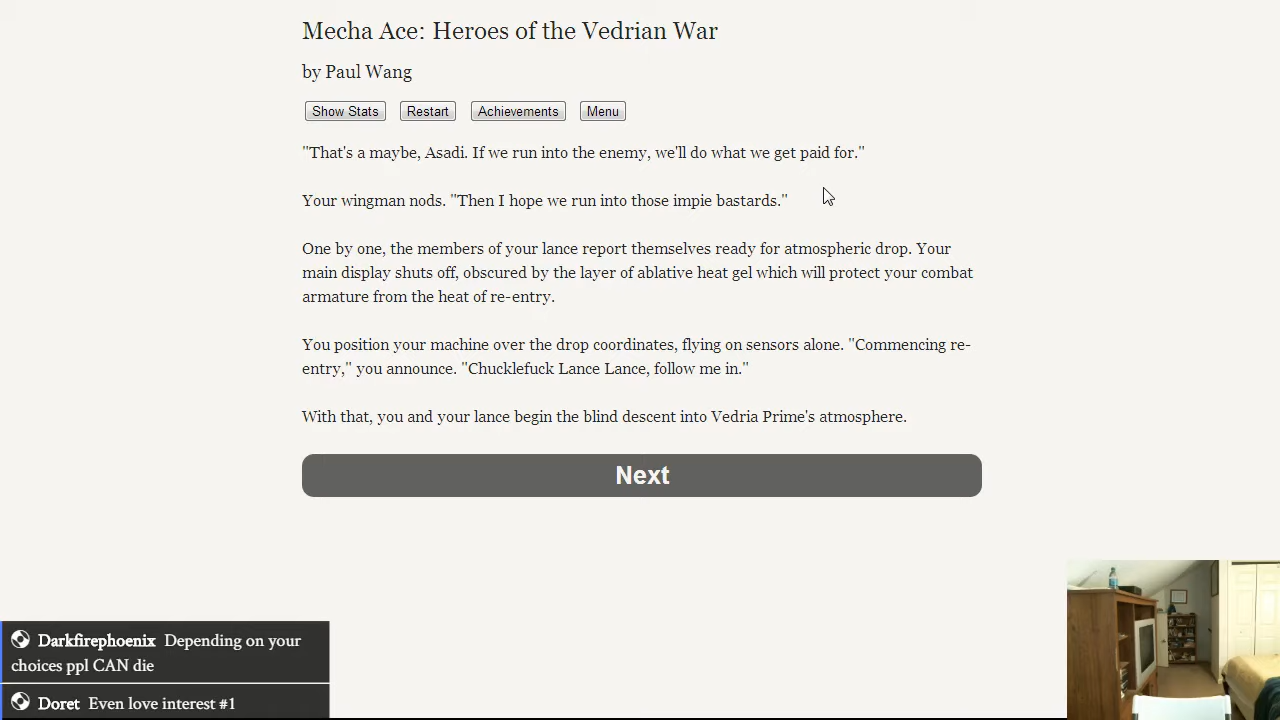 Mecha Ace: Heroes of the Vedrian War
by Paul Wang
Show Stats Restart Achievements Menu
"That's a maybe, Asadi. If we run into the enemy, we'll do what we get paid for."
Your wingman nods. "Then I hope we run into those impie bastards."
One by one, the members of your lance report themselves ready for atmospheric drop. Your
main display shuts off, obscured by the layer of ablative heat gel which will protect your combat
armature from the heat of re-entry.
You position your machine over the drop coordinates, flying on sensors alone. "Commencing re-
entry," you announce. "Chucklefuck Lance Lance, follow me in."
With that, you and your lance begin the blind descent into Vedria Prime's atmosphere.
Next
Darkfirephoenix Depending on your
choices ppl CAN die
Doret Even love interest #1